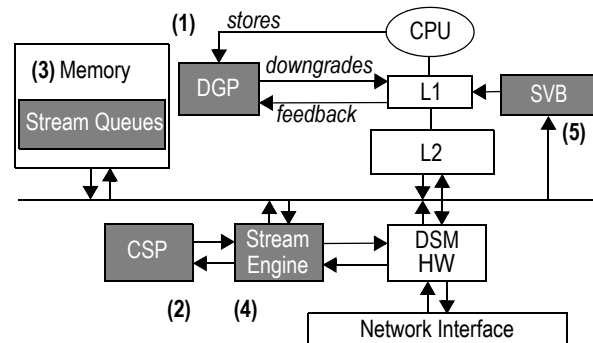 (1)
stores
CPU
(3) Memory
Stream Queues
DGP
downgrades
feedback
L1
SVB
(5)
L2
CSP
Stream
Engine
DSM
HW
(2)
(4)
Network Interface